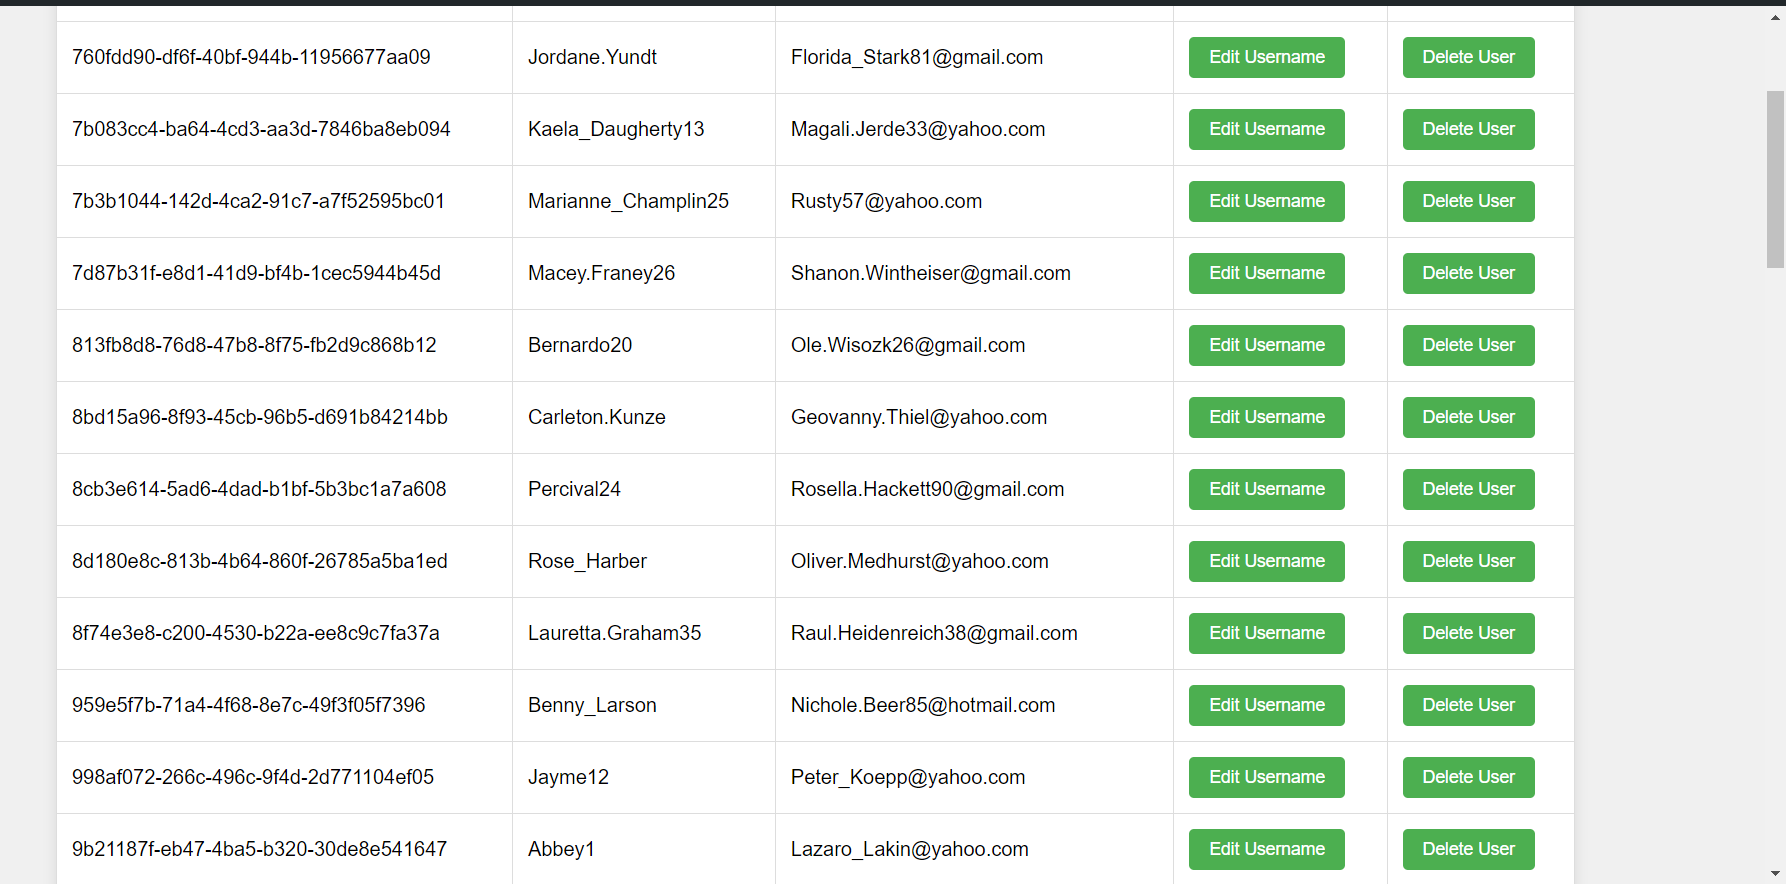 760fdd90-df6f-40bf-944b-11956677aa09 Jordane.Yundt Florida_Stark81@gmail.com Edit Username Delete User
7b083cc4-ba64-4cd3-aa3d-7846ba8eb094 Kaela_Daugherty13 Magali.Jerde33@yahoo.com Edit Username Delete User
7b3b1044-142d-4ca2-91c7-a7f52595bc01 Marianne_Champlin25 Rusty57@yahoo.com Edit Username Delete User
7d87b31f-e8d1-41d9-bf4b-1cec5944b45d Macey.Franey26 Shanon.Wintheiser@gmail.com Edit Username Delete User
813fb8d8-76d8-47b8-8f75-fb2d9c868b12 Bernardo20 Ole.Wisozk26@gmail.com Edit Username Delete User
8bd15a96-8f93-45cb-96b5-d691b84214bb Carleton.Kunze Geovanny.Thiel@yahoo.com Edit Username Delete User
8cb3e614-5ad6-4dad-b1bf-5b3bc1a7a608 Percival24 Rosella.Hackett90@gmail.com Edit Username Delete User
8d180e8c-813b-4b64-860f-26785a5ba1ed Rose_Harber Oliver.Medhurst@yahoo.com Edit Username Delete User
8f74e3e8-c200-4530-b22a-ee8c9c7fa37a Lauretta.Graham35 Raul.Heidenreich38@gmail.com Edit Username Delete User
959e5f7b-71a4-4f68-8e7c-49f3f05f7396 Benny_Larson Nichole.Beer85@hotmail.com Edit Username Delete User
998af072-266c-496c-9f4d-2d771104ef05 Jayme12 Peter_Koepp@yahoo.com Edit Username Delete User
9b21187f-eb47-4ba5-b320-30de8e541647 Abbey1 Lazaro_Lakin@yahoo.com Edit Username Delete User